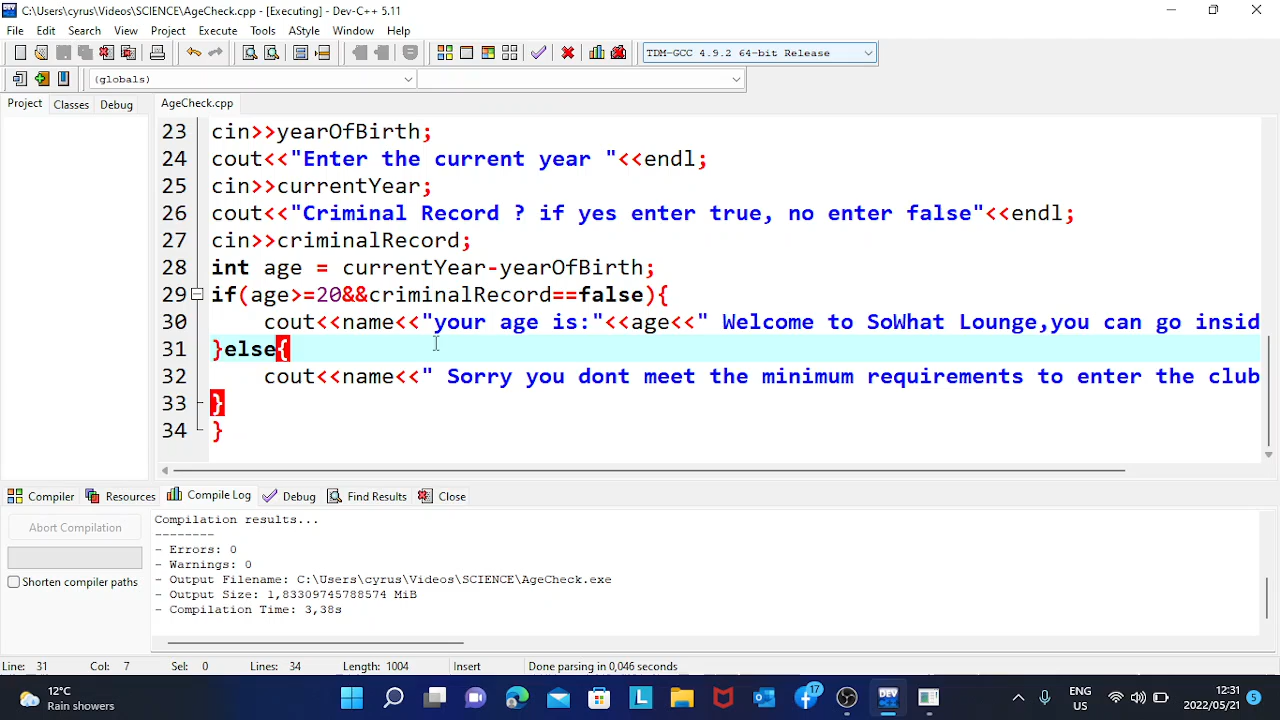 C:\Users\cyrus\Videos\SCIENCE\AgeCheck.cpp - [Executing] - Dev-C++ 5.11
File Edit Search View Project Execute Tools AStyle Window Help
TDM-GCC 4.9.2 64-bit Release
(globals)
Project Classes Debug AgeCheck.cpp
23 cin>>yearOfBirth;
24 cout<<"Enter the current year "<<endl;
25 cin>>currentYear;
26 cout<<"Criminal Record ? if yes enter true, no enter false"<<endl;
27 cin>>criminalRecord;
28 int age = currentYear-yearOfBirth;
29 if(age>=20&&criminalRecord==false){
30 cout<<name<<"your age is:"<<age<<" Welcome to SoWhat Lounge,you can go insid
31 }else{
32 cout<<name<<" Sorry you dont meet the minimum requirements to enter the club
33 }
34 }
Compiler Resources Compile Log Debug Find Results Close
Abort Compilation
Shorten compiler paths
Compilation results...
--------
- Errors: 0
- Warnings: 0
- Output Filename: C:\Users\cyrus\Videos\SCIENCE\AgeCheck.exe
- Output Size: 1,83309745788574 MiB
- Compilation Time: 3,38s
Line: 31 Col: 7 Sel: 0 Lines: 34 Length: 1004 Insert Done parsing in 0,046 seconds
12°C
Rain showers
L
17
DEV
ENG
US
12:31
2022/05/21
5